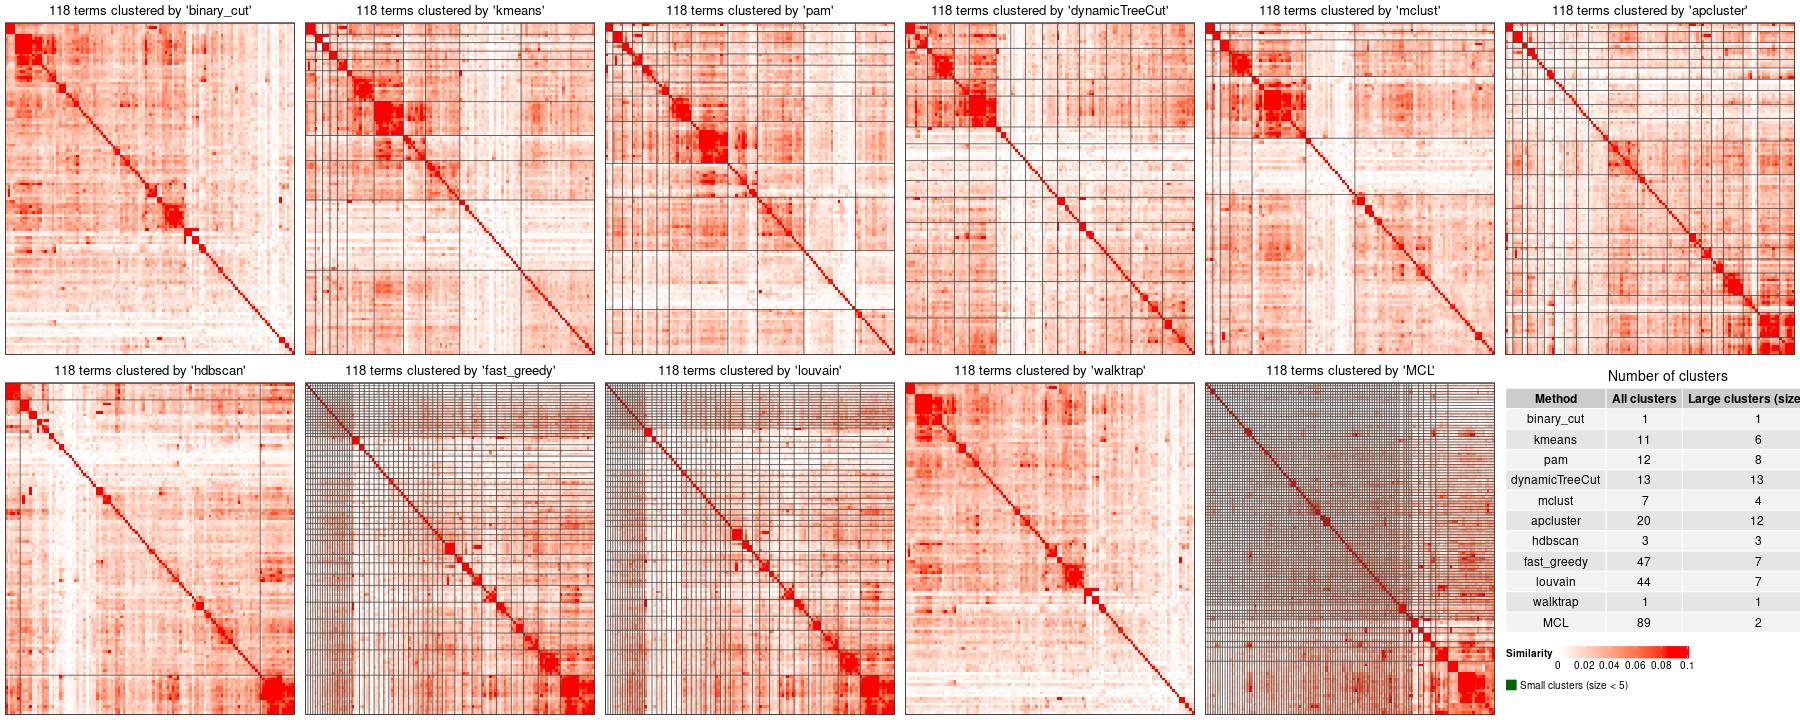 118 terms clustered by 'binary_cut'
118 terms clustered by 'kmeans'
118 terms clustered by 'pam'
118 terms clustered by 'dynamicTreeCut'
118 terms clustered by 'mclust'
118 terms clustered by 'apcluster'
118 terms clustered by 'hdbscan'
118 terms clustered by 'fast_greedy'
118 terms clustered by 'louvain'
118 terms clustered by 'walktrap'
118 terms clustered by 'MCL'
Number of clusters
Method All clusters Large clusters (size
binary_cut 1 1
kmeans 11 6
pam 12 8
dynamicTreeCut 13 13
mclust 7 4
apcluster 20 12
hdbscan 3 3
fast_greedy 47 7
louvain 44 7
walktrap 1 1
MCL 89 2
Similarity
0 0.02 0.04 0.06 0.08 0.1
Small clusters (size < 5)